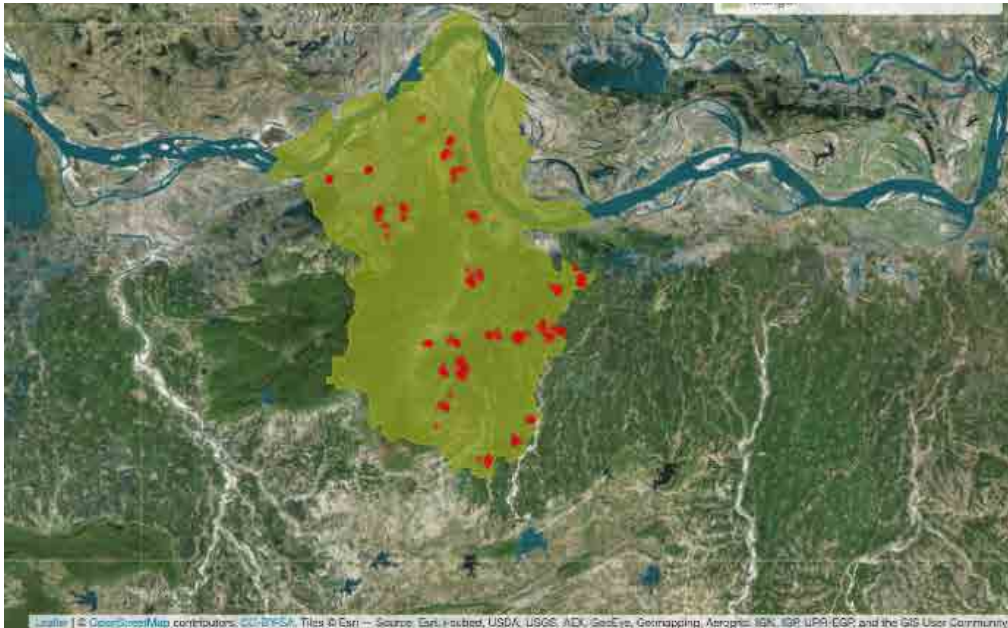 Leaflet | © OpenStreetMap contributors, CC-BY-SA, Tiles © Esri — Source: Esri, i-cubed, USDA, USGS, AEX, GeoEye, Getmapping, Aerogrid, IGN, IGP, UPR-EGP, and the GIS User Community